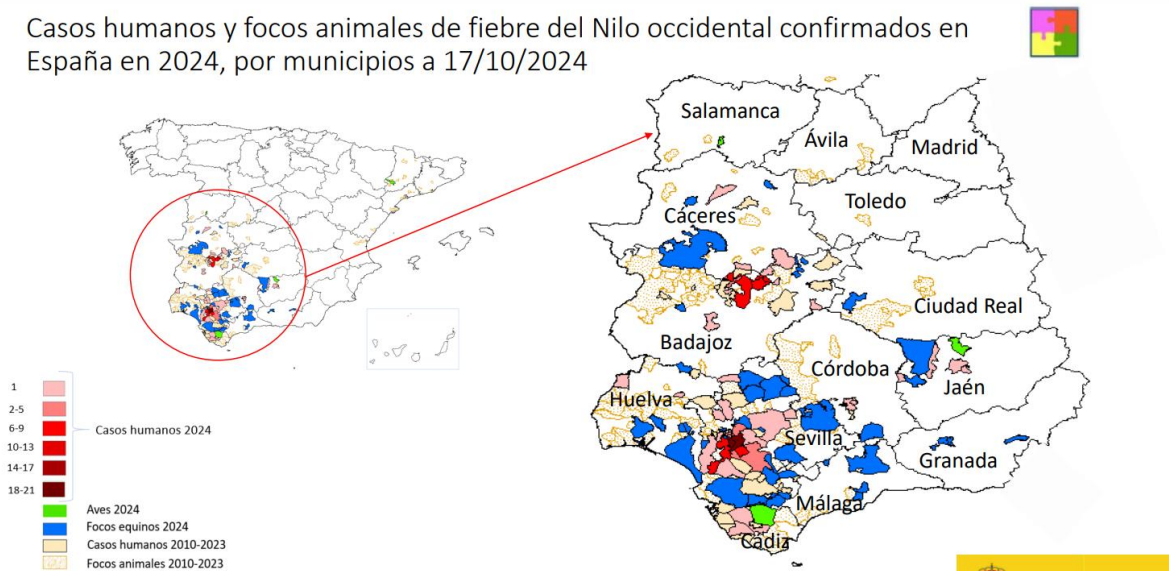 Casos humanos y focos animales de fiebre del Nilo occidental confirmados en
España en 2024, por municipios a 17/10/2024
Salamanca
Ávila
Madrid
Cáceres
Toledo
Ciudad Real
Badajoz
Córdoba
Jaén
Huelva
Sevilla
Granada
Málaga
Cádiz
1
2-5
6-9
10-13
14-17
18-21
Casos humanos 2024
Aves 2024
Focos equinos 2024
Casos humanos 2010-2023
Focos animales 2010-2023